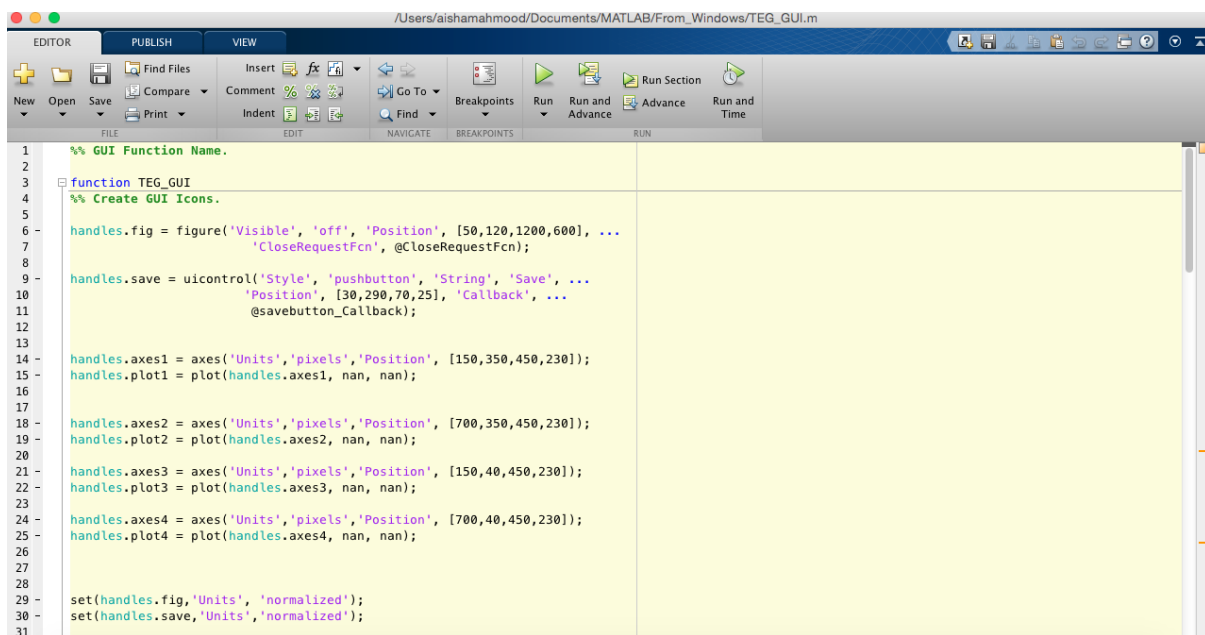 /Users/aishamahmood/Documents/MATLAB/From_Windows/TEG_GUI.m
EDITOR PUBLISH VIEW
New Open Save Find Files Compare Print
Insert fx Comment Indent
Go To Find
Breakpoints
Run Run and Advance Run Section Advance Run and Time
FILE EDIT NAVIGATE BREAKPOINTS RUN
1 %% GUI Function Name.
2
3 function TEG_GUI
4 %% Create GUI Icons.
5
6 - handles.fig = figure('Visible', 'off', 'Position', [50,120,1200,600], ...
7 'CloseRequestFcn', @CloseRequestFcn);
8
9 - handles.save = uicontrol('Style', 'pushbutton', 'String', 'Save', ...
10 'Position', [30,290,70,25], 'Callback', ...
11 @savebutton_Callback);
12
13
14 - handles.axes1 = axes('Units','pixels','Position', [150,350,450,230]);
15 - handles.plot1 = plot(handles.axes1, nan, nan);
16
17
18 - handles.axes2 = axes('Units','pixels','Position', [700,350,450,230]);
19 - handles.plot2 = plot(handles.axes2, nan, nan);
20
21 - handles.axes3 = axes('Units','pixels','Position', [150,40,450,230]);
22 - handles.plot3 = plot(handles.axes3, nan, nan);
23
24 - handles.axes4 = axes('Units','pixels','Position', [700,40,450,230]);
25 - handles.plot4 = plot(handles.axes4, nan, nan);
26
27
28
29 - set(handles.fig,'Units', 'normalized');
30 - set(handles.save,'Units','normalized');
31